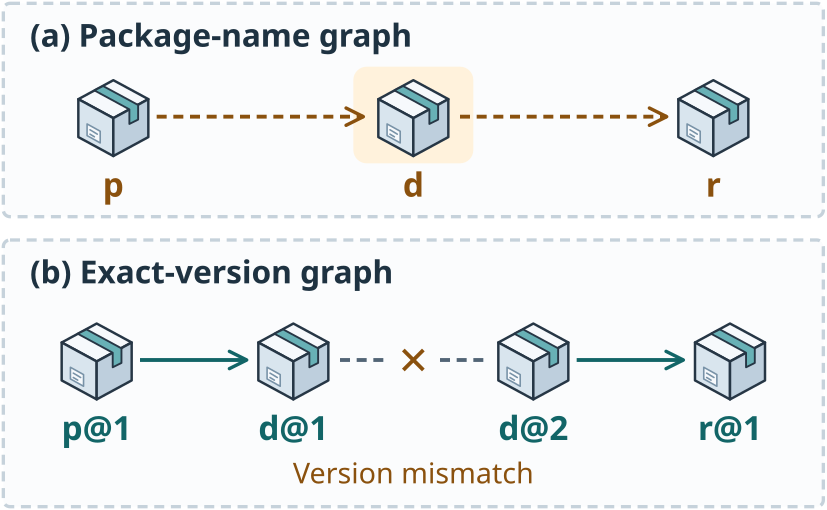 (a) Package-name graph
p d r
(b) Exact-version graph
p@1 d@1 d@2 r@1
Version mismatch